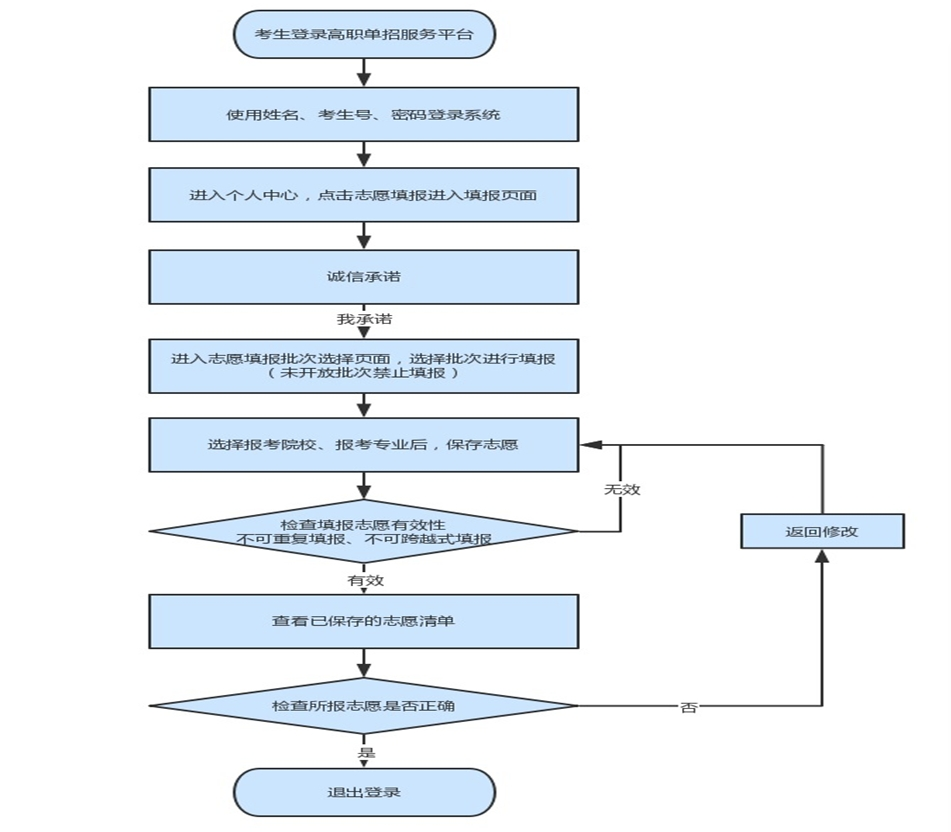 考生登录高职单招服务平台
使用姓名、考生号、密码登录系统
进入个人中心，点击志愿填报进入填报页面
诚信承诺
我承诺
进入志愿填报批次选择页面，选择批次进行填报
（未开放批次禁止填报）
选择报考院校、报考专业后，保存志愿
无效
检查填报志愿有效性
不可重复填报、不可跨越式填报
返回修改
有效
查看已保存的志愿清单
检查所报志愿是否正确
否
是
退出登录